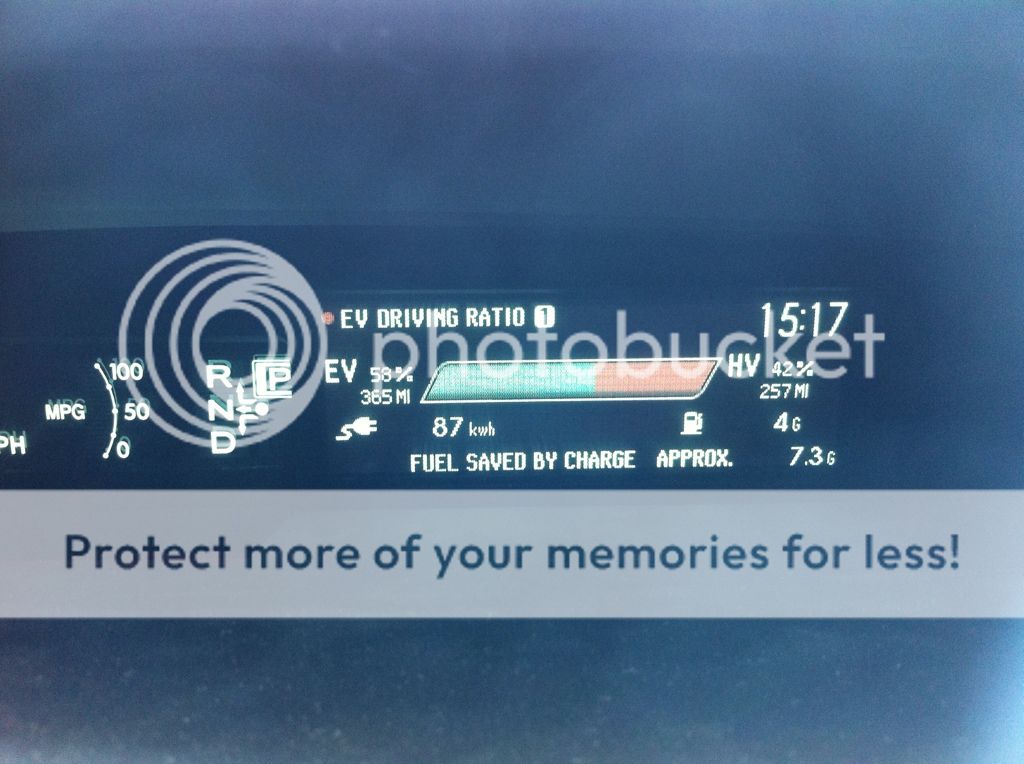 EV DRIVING RATIO 1
15:17
EV 58%
365 MI
HV 42%
257 MI
87 kwh
4 G
FUEL SAVED BY CHARGE APPROX. 7.3 G
100
MPG 50
0
PH
R
P
N
D
photobucket
Protect more of your memories for less!